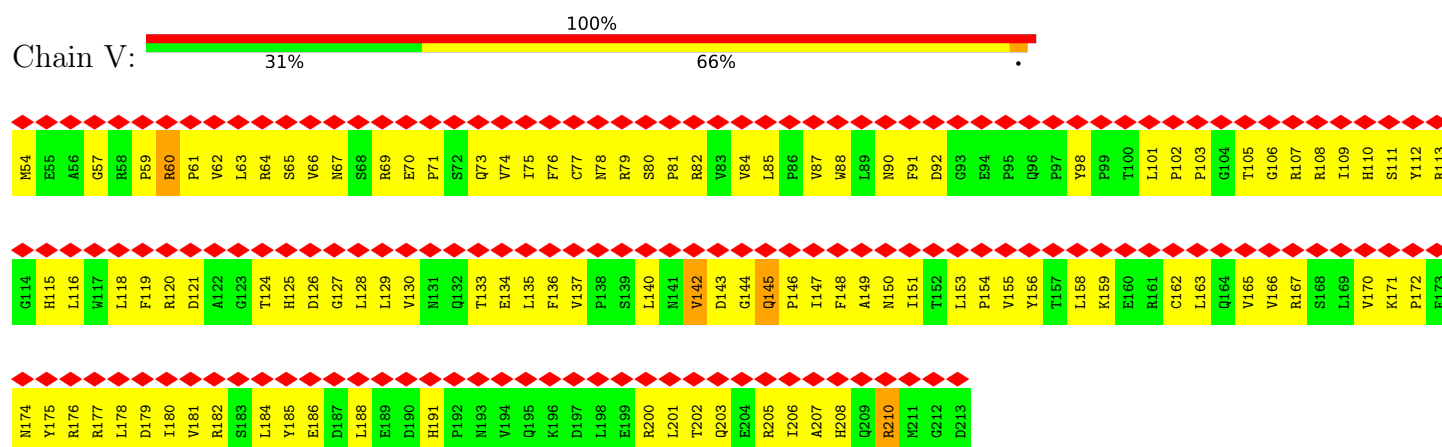 100%
Chain V:
31% 66% •
M54 E55 A56 G57 R58 P59 R60 P61 V62 L63 R64 S65 V66 N67 S68 R69 E70 P71 S72 Q73 V74 I75 F76 C77 N78 R79 S80 P81 R82 V83 V84 L85 P86 V87 W88 L89 N90 F91 D92 G93 E94 P95 Q96 P97 Y98 P99 T100 L101 P102 P103 G104 T105 G106 R107 R108 I109 H110 S111 Y112 R113
G114 H115 L116 W117 L118 F119 R120 D121 A122 G123 T124 H125 D126 G127 L128 L129 V130 N131 Q132 T133 E134 L135 F136 V137 P138 S139 L140 N141 V142 D143 G144 Q145 P146 I147 F148 A149 N150 I151 T152 L153 P154 V155 Y156 T157 L158 K159 E160 R161 C162 L163 Q164 V165 V166 R167 S168 L169 V170 K171 P172 E173
N174 Y175 R176 R177 L178 D179 I180 V181 R182 S183 L184 Y185 E186 D187 L188 E189 D190 H191 P192 N193 V194 Q195 K196 D197 L198 E199 R200 L201 T202 Q203 E204 R205 I206 A207 H208 Q209 R210 M211 G212 D213